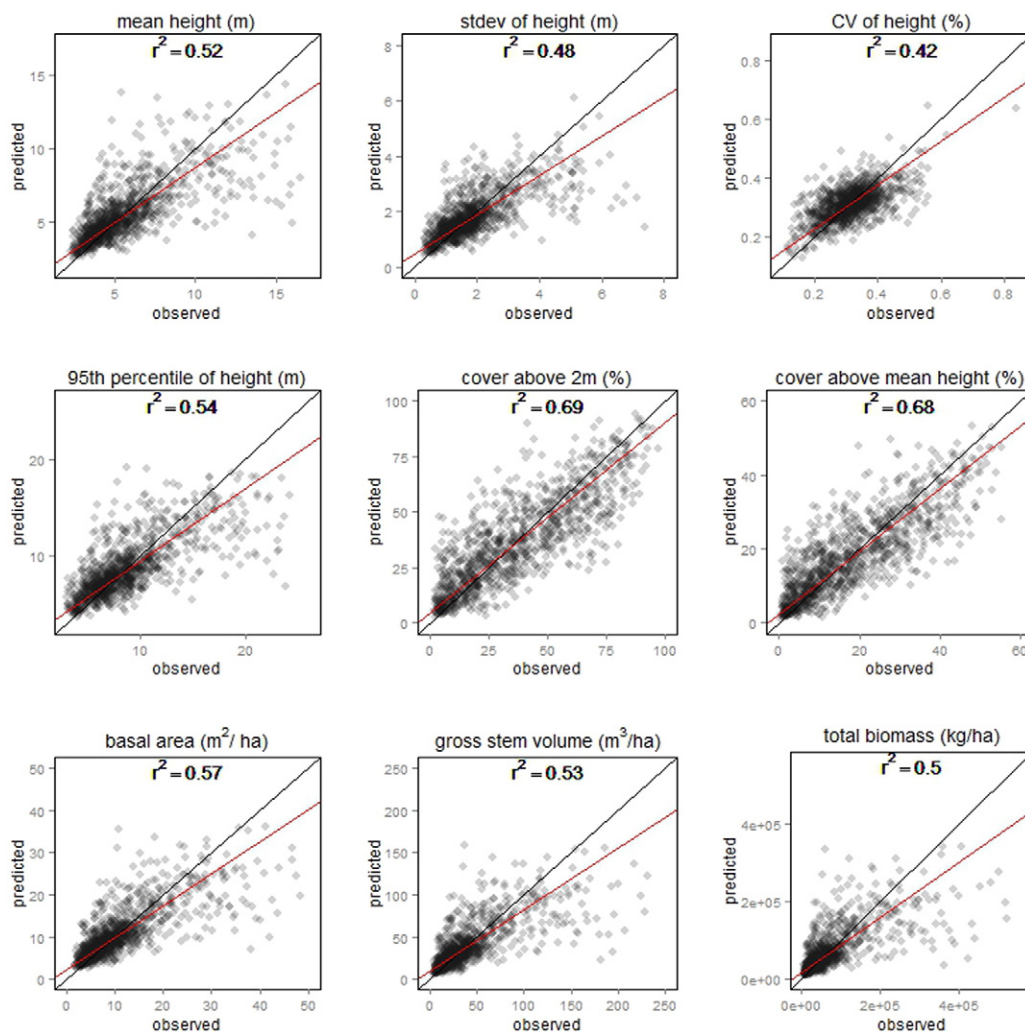 mean height (m)
r² = 0.52
predicted
15
10
5
5
10
15
observed
stdev of height (m)
r² = 0.48
predicted
8
6
4
2
0
0
2
4
6
8
observed
CV of height (%)
r² = 0.42
predicted
0.8
0.6
0.4
0.2
0.2
0.4
0.6
0.8
observed
95th percentile of height (m)
r² = 0.54
predicted
20
10
10
20
observed
cover above 2m (%)
r² = 0.69
predicted
100
75
50
25
0
0
25
50
75
100
observed
cover above mean height (%)
r² = 0.68
predicted
60
40
20
0
0
20
40
60
observed
basal area (m²/ ha)
r² = 0.57
predicted
50
40
30
20
10
0
0
10
20
30
40
50
observed
gross stem volume (m³/ha)
r² = 0.53
predicted
250
200
150
100
50
0
0
50
100
150
200
250
observed
total biomass (kg/ha)
r² = 0.5
predicted
4e+05
2e+05
0e+00
0e+00
2e+05
4e+05
observed